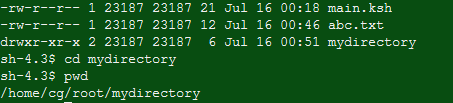 -rw-r--r-- 1 23187 23187 21 Jul 16 00:18 main.ksh
-rw-r--r-- 1 23187 23187 12 Jul 16 00:46 abc.txt
drwxr-xr-x 2 23187 23187  6 Jul 16 00:51 mydirectory
sh-4.3$ cd mydirectory
sh-4.3$ pwd
/home/cg/root/mydirectory